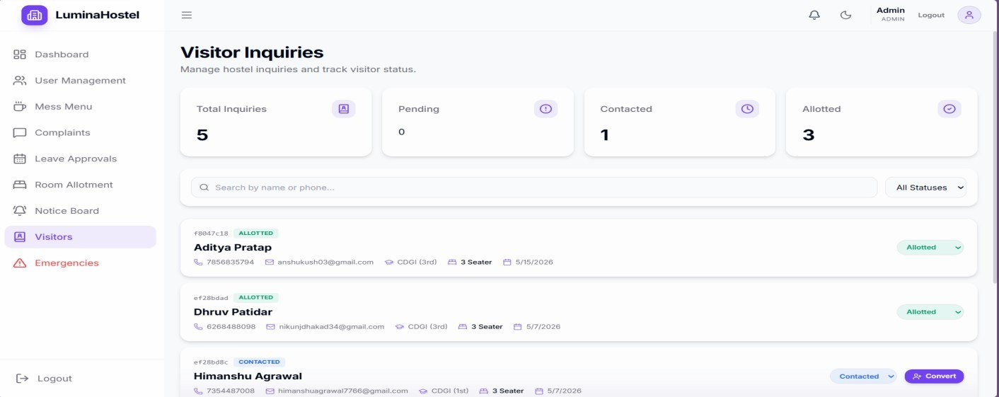 LuminaHostel
Admin
ADMIN
Logout
Dashboard
User Management
Mess Menu
Complaints
Leave Approvals
Room Allotment
Notice Board
Visitors
Emergencies
Logout
Visitor Inquiries
Manage hostel inquiries and track visitor status.
Total Inquiries
5
Pending
0
Contacted
1
Allotted
3
Search by name or phone...
All Statuses
f8047c18 ALLOTTED
Aditya Pratap
7856835794 anshukush03@gmail.com CDGI (3rd) 3 Seater 5/15/2026
Allotted
ef28bdad ALLOTTED
Dhruv Patidar
6268488098 nikunjdhakad34@gmail.com CDGI (3rd) 3 Seater 5/7/2026
Allotted
ef28bd8c CONTACTED
Himanshu Agrawal
7354487008 himanshuagrawal7766@gmail.com CDGI (1st) 3 Seater 5/7/2026
Contacted Convert